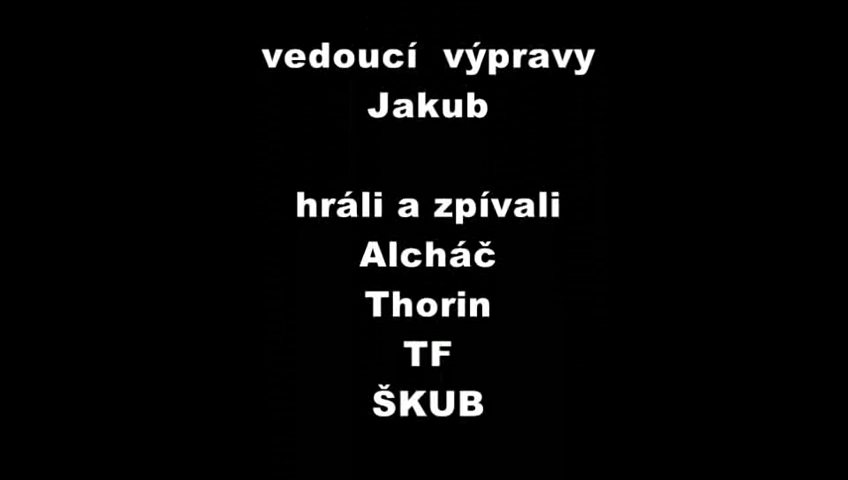 vedoucí výpravy
Jakub
hráli a zpívali
Alcháč
Thorin
TF
ŠKUB